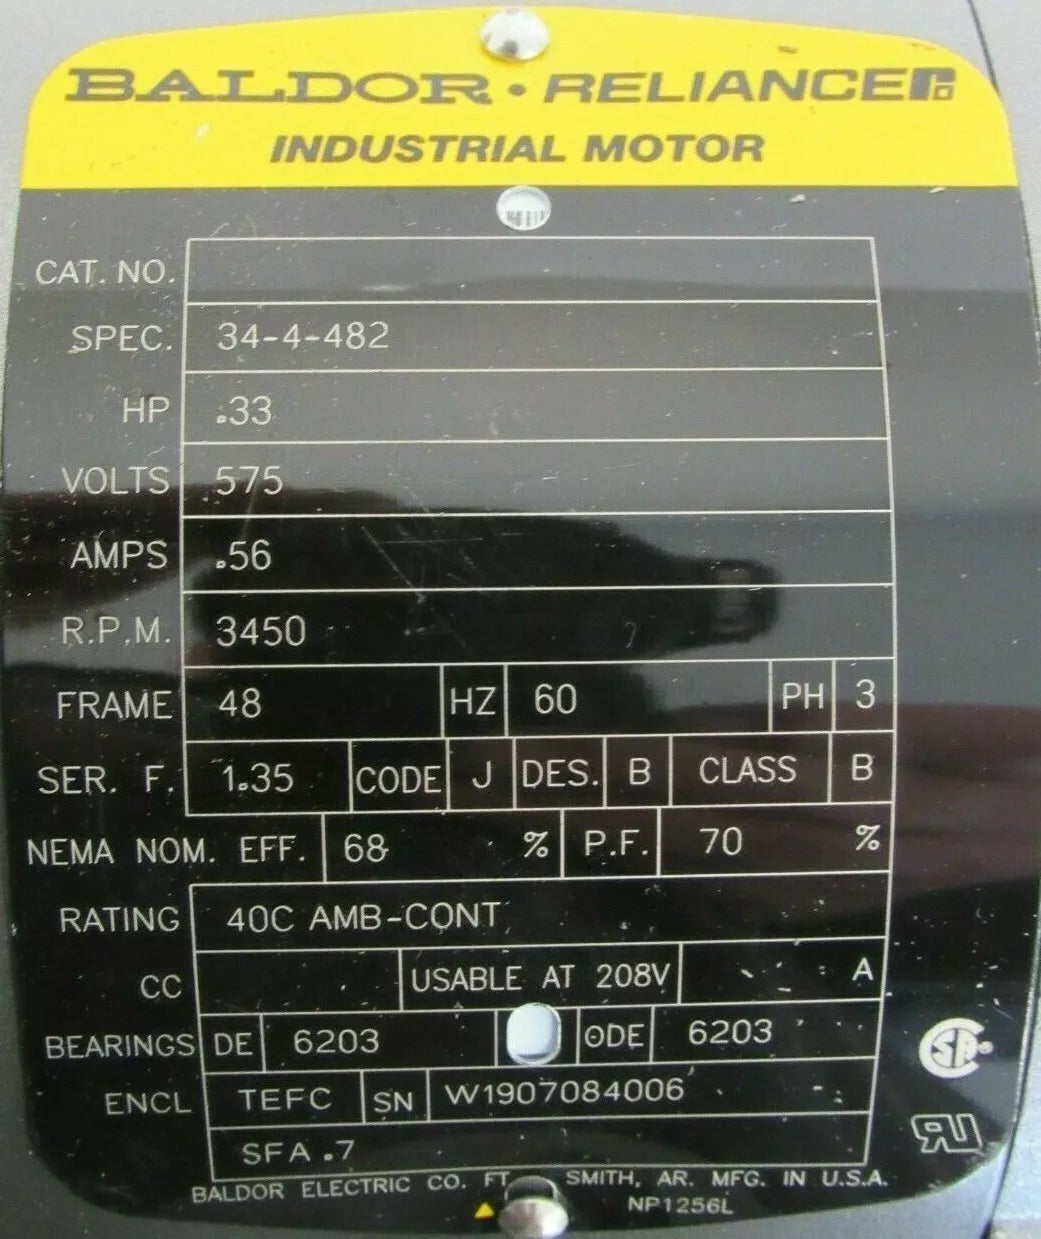 BALDOR • RELIANCE
INDUSTRIAL MOTOR
CAT. NO.
SPEC. 34-4-482
HP .33
VOLTS 575
AMPS .56
R.P.M. 3450
FRAME 48 HZ 60 PH 3
SER. F. 1.35 CODE J DES. B CLASS B
NEMA NOM. EFF. 68 % P.F. 70 %
RATING 40C AMB-CONT
CC USABLE AT 208V A
BEARINGS DE 6203 ODE 6203
ENCL TEFC SN W1907084006
SFA .7
BALDOR ELECTRIC CO. FT SMITH, AR. MFG. IN U.S.A.
NP1256L